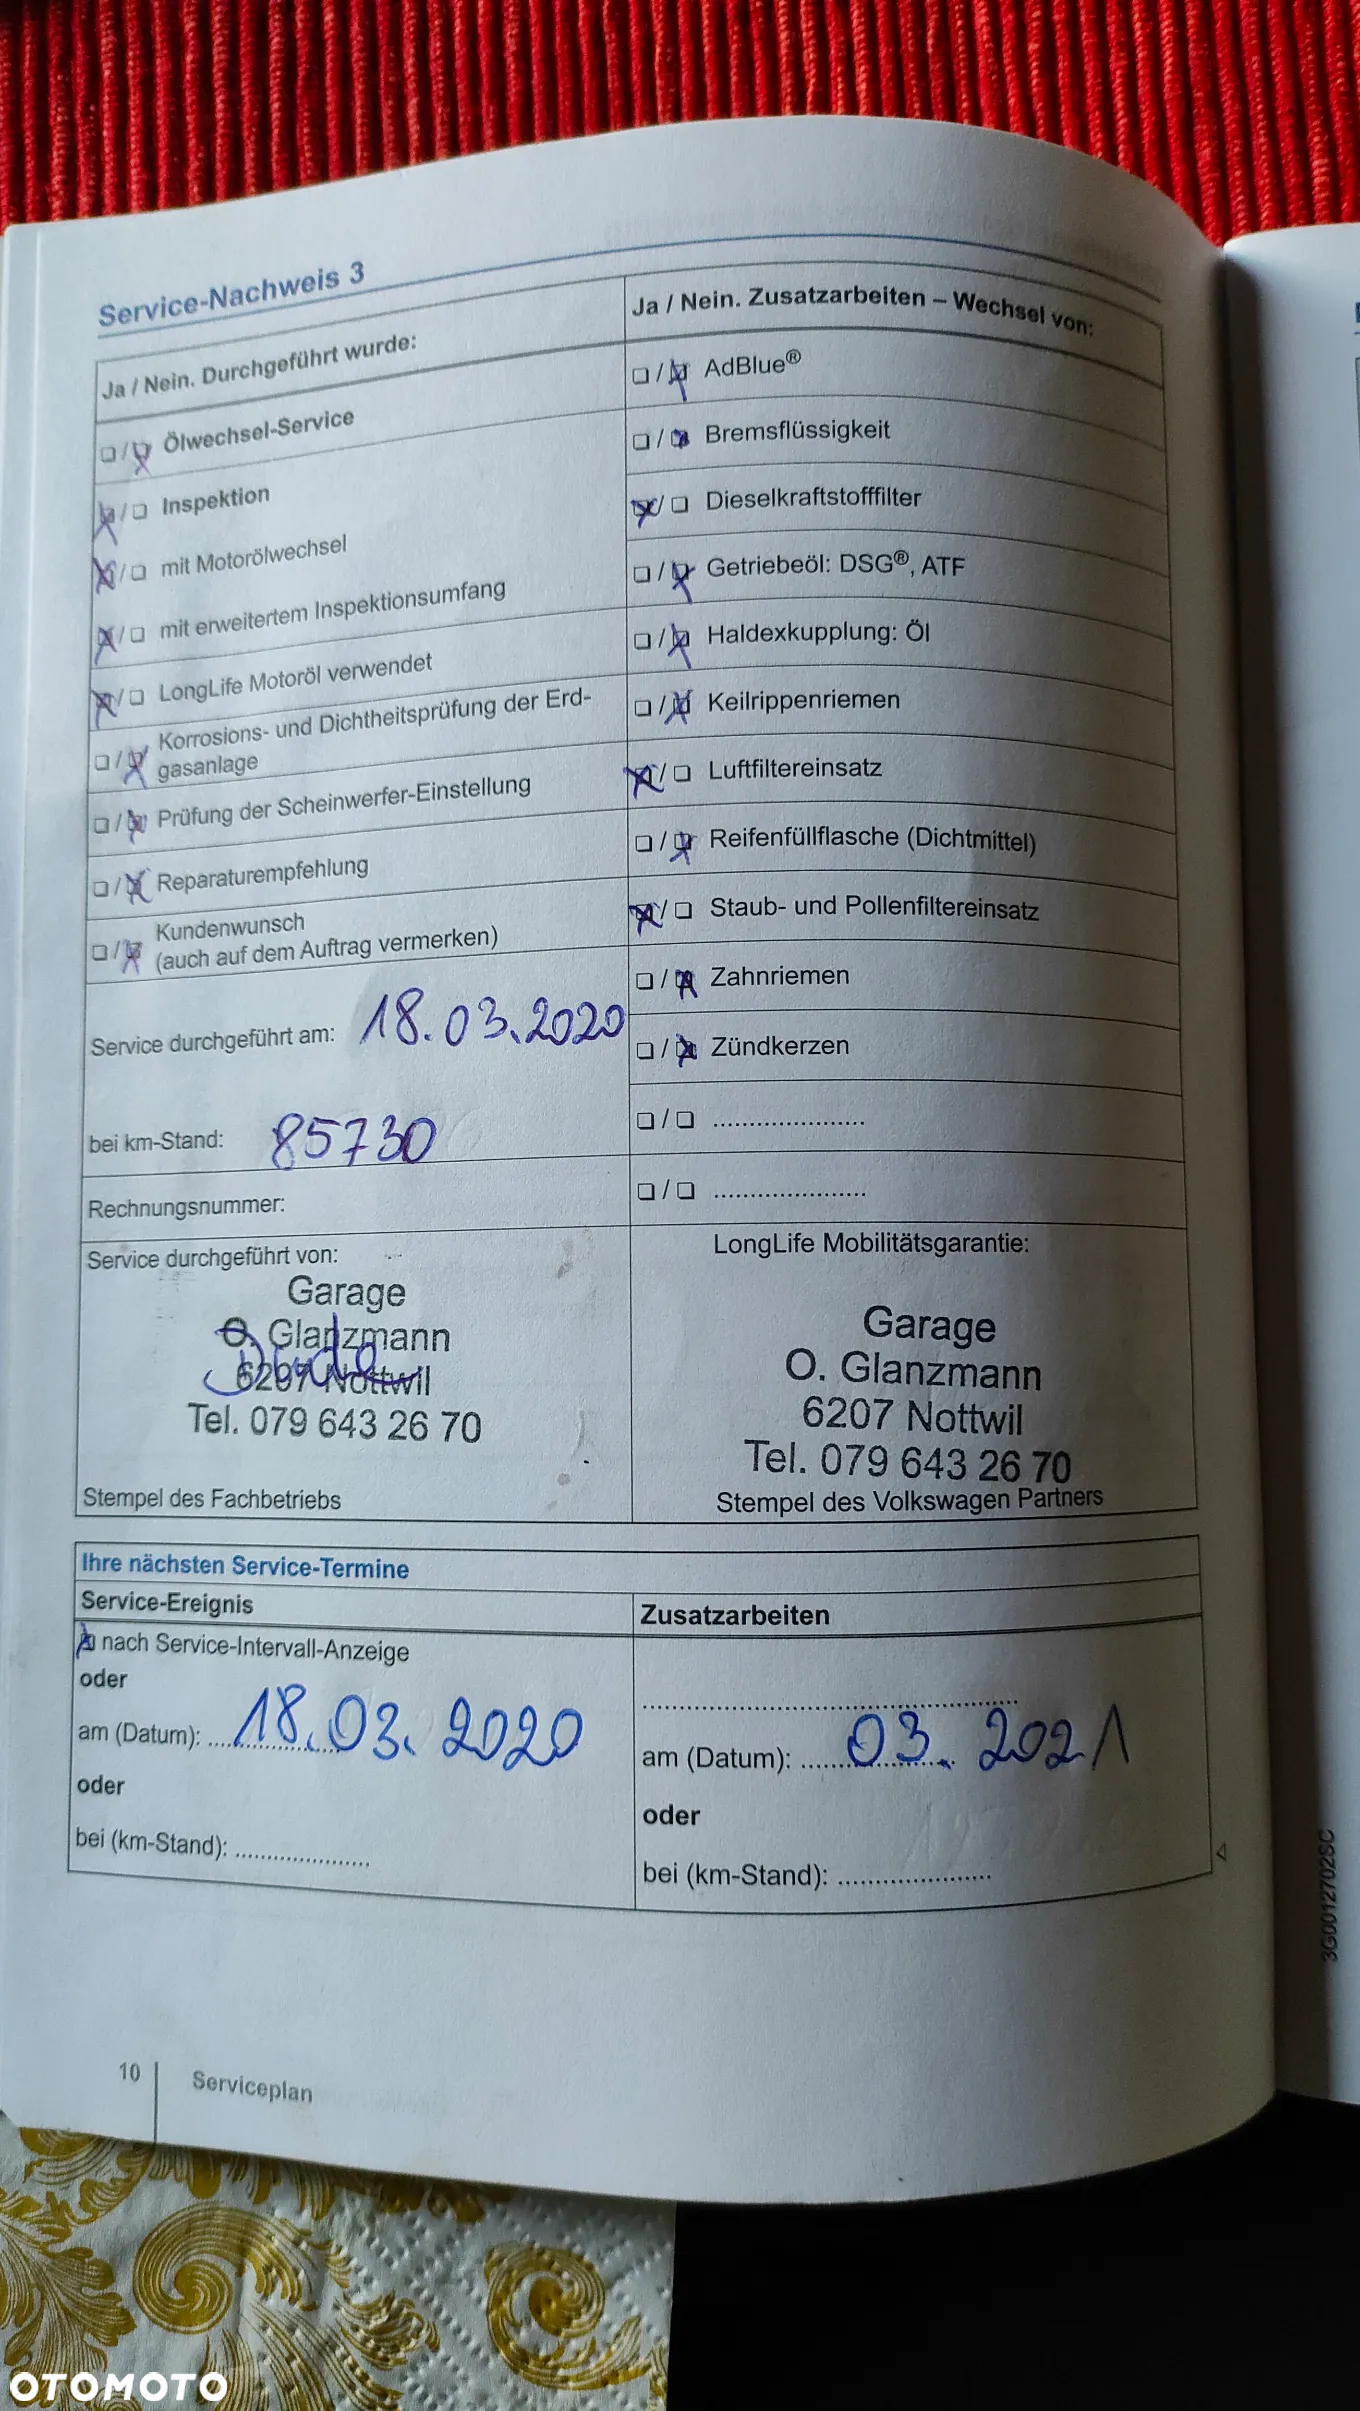 Service-Nachweis 3
Ja / Nein. Durchgeführt wurde:
Ölwechsel-Service
Inspektion
mit Motorölwechsel
mit erweitertem Inspektionsumfang
LongLife Motoröl verwendet
Korrosions- und Dichtheitsprüfung der Erd-
gasanlage
Prüfung der Scheinwerfer-Einstellung
Reparaturempfehlung
Kundenwunsch
(auch auf dem Auftrag vermerken)
Service durchgeführt am: 18.03.2020
bei km-Stand: 85730
Rechnungsnummer:
Service durchgeführt von:
Garage
O. Glanzmann
6207 Nottwil
Tel. 079 643 26 70
Stempel des Fachbetriebs
Ja / Nein. Zusatzarbeiten – Wechsel von:
AdBlue®
Bremsflüssigkeit
Dieselkraftstofffilter
Getriebeöl: DSG®, ATF
Haldexkupplung: Öl
Keilrippenriemen
Luftfiltereinsatz
Reifenfüllflasche (Dichtmittel)
Staub- und Pollenfiltereinsatz
Zahnriemen
Zündkerzen
LongLife Mobilitätsgarantie:
Garage
O. Glanzmann
6207 Nottwil
Tel. 079 643 26 70
Stempel des Volkswagen Partners
Ihre nächsten Service-Termine
Service-Ereignis
nach Service-Intervall-Anzeige
oder
am (Datum): 18.03.2020
oder
bei (km-Stand): ......................
Zusatzarbeiten
am (Datum): 03.2021
oder
bei (km-Stand): ......................
3G0012702SC
10
Serviceplan
OTOMOTO